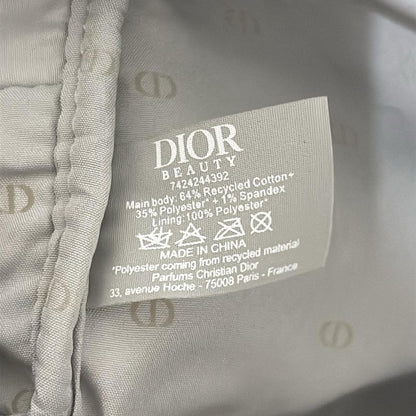 DIOR
BEAUTY
7424244392
Main body: 64% Recycled Cotton+
35% Polyester* + 1% Spandex
Lining:100% Polyester*
MADE IN CHINA
*Polyester coming from recycled material
Parfums Christian Dior
33, avenue Hoche - 75008 Paris - France